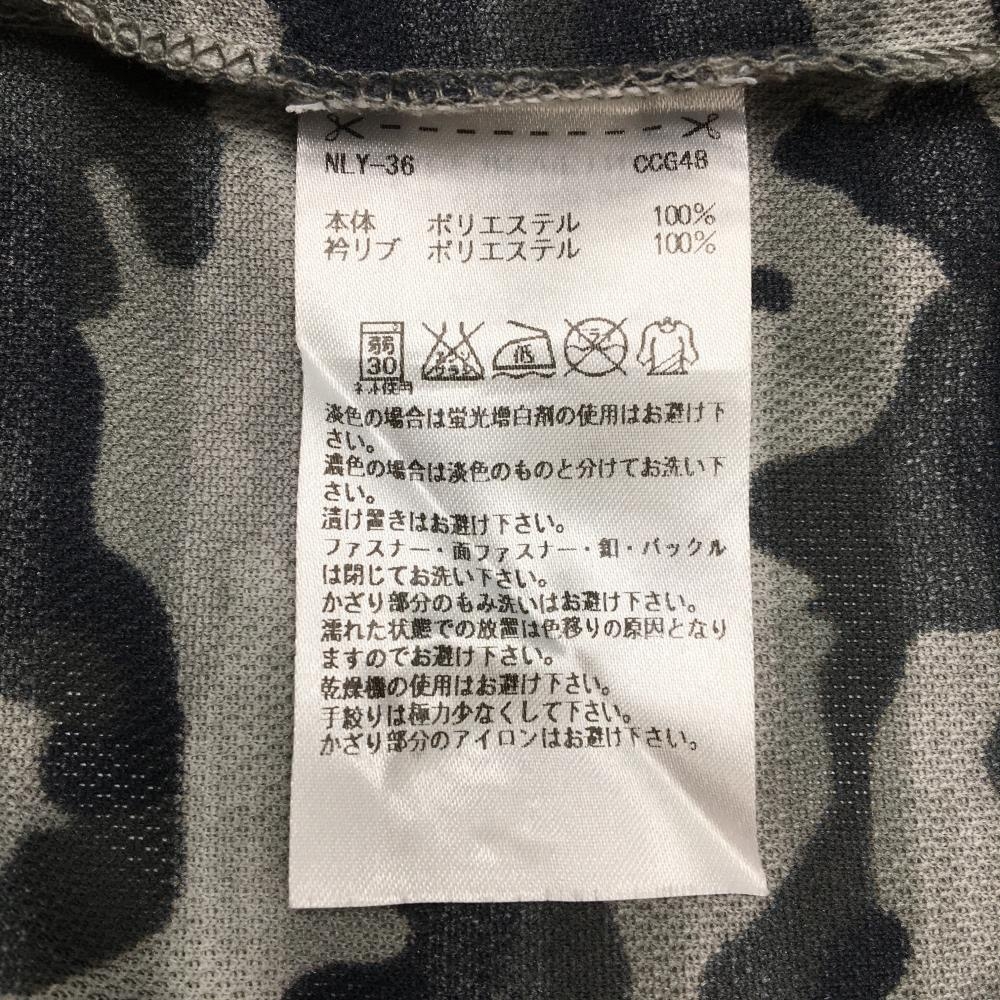 NLY-36 CCG48
本体 ポリエステル 100%
衿リブ ポリエステル 100%
弱 30 エンソサラシ 低 ドライ
ネット使用
淡色の場合は蛍光増白剤の使用はお避け下
さい。
濃色の場合は淡色のものと分けてお洗い下
さい。
漬け置きはお避け下さい。
ファスナー・面ファスナー・釦・バックル
は閉じてお洗い下さい。
かざり部分のもみ洗いはお避け下さい。
濡れた状態での放置は色移りの原因となり
ますのでお避け下さい。
乾燥機の使用はお避け下さい。
手絞りは極力少なくして下さい。
かざり部分のアイロンはお避け下さい。